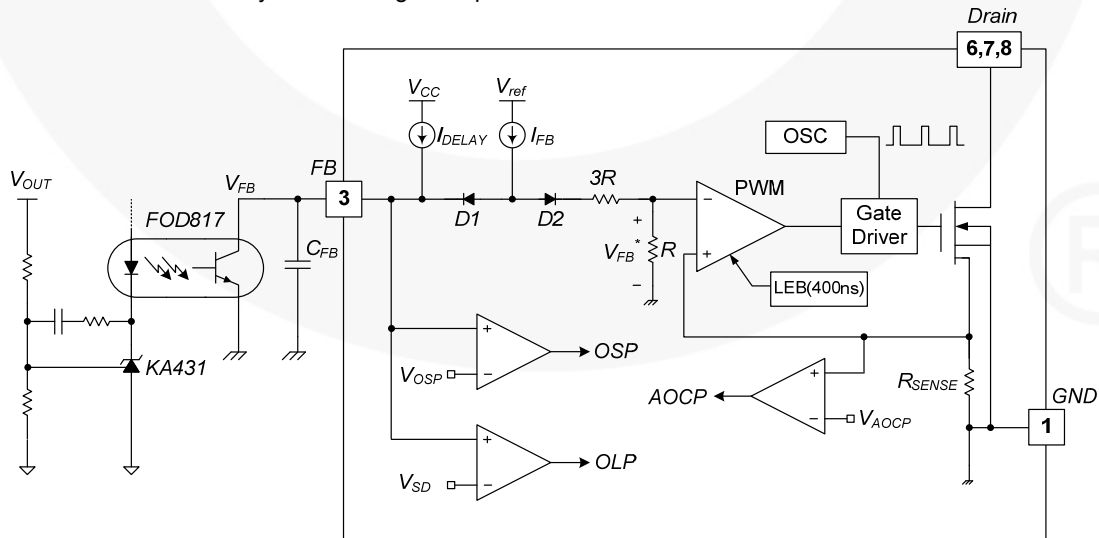 Drain
6,7,8
VCC
Vref
IDELAY
IFB
OSC
VOUT
FB
VFB
3
3R
PWM
FOD817
D1
D2
Gate
Driver
CFB
VFB*
R
+
−
−
+
LEB(400ns)
KA431
+
−
OSP
VOSP
AOCP
+
−
VAOCP
RSENSE
GND
1
+
−
OLP
VSD
R